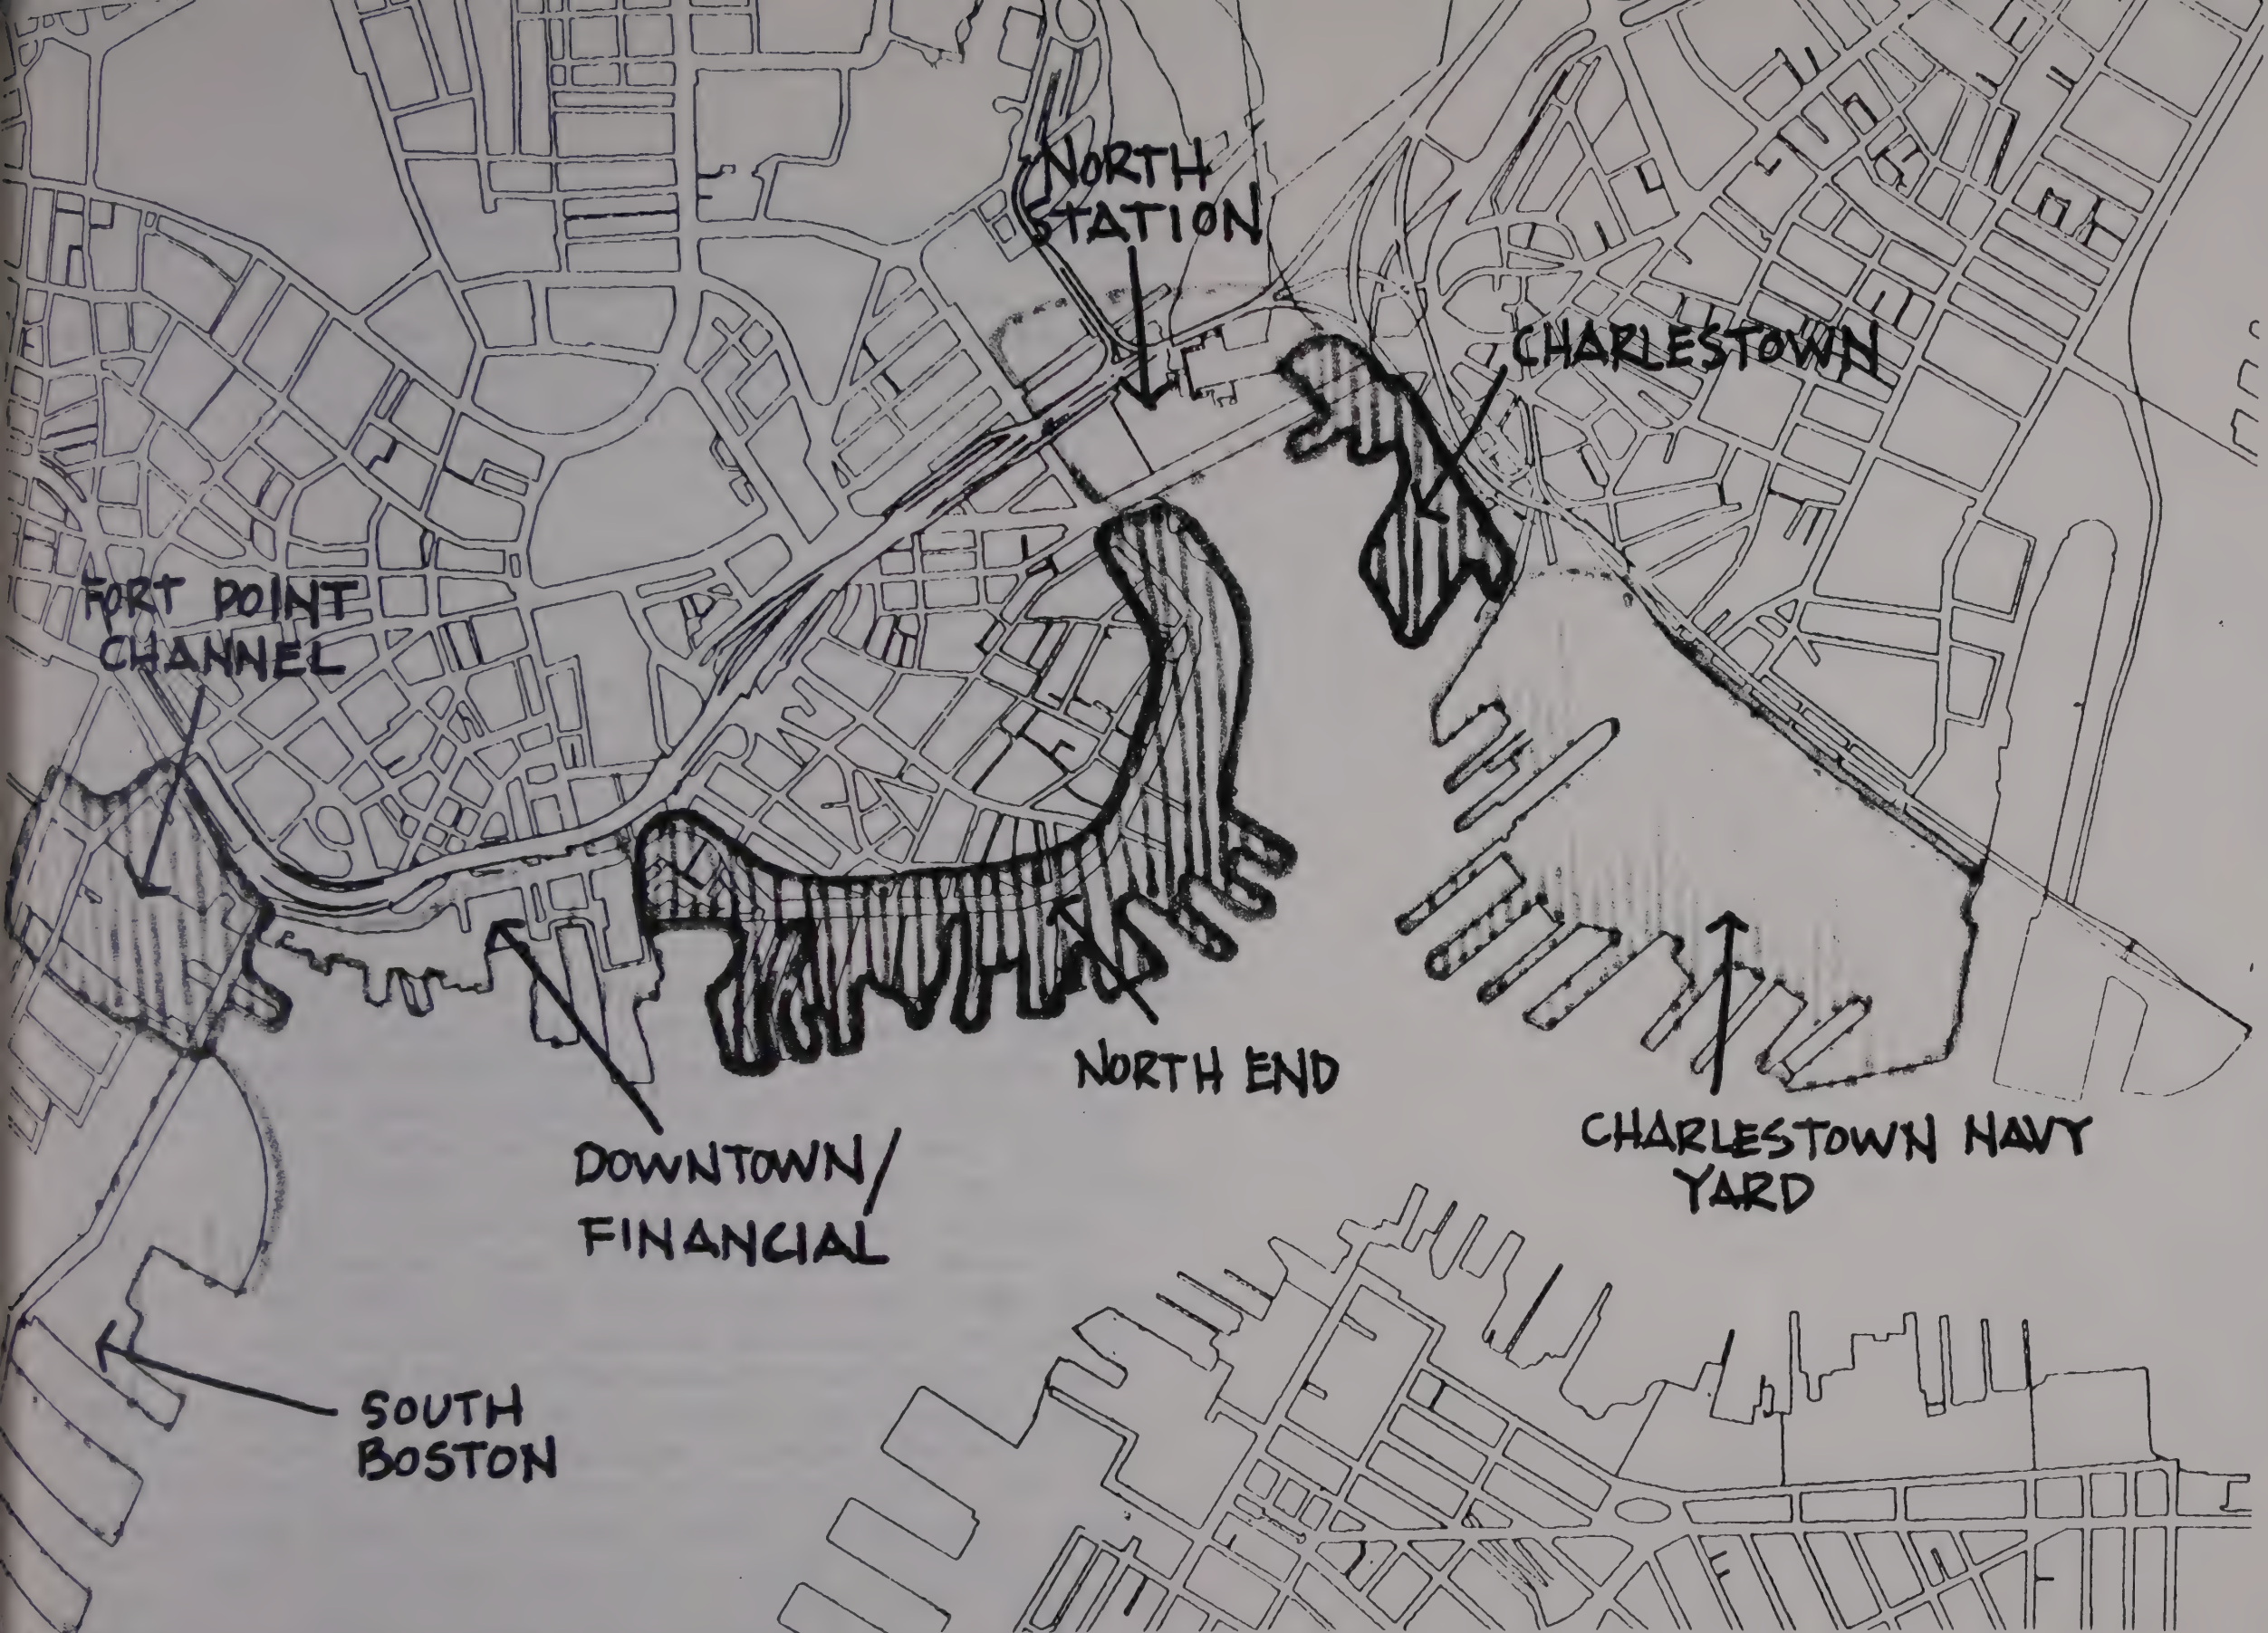 NORTH
STATION
CHARLESTOWN
FORT POINT
CHANNEL
NORTH END
DOWNTOWN/
FINANCIAL
CHARLESTOWN NAVY
YARD
SOUTH
BOSTON